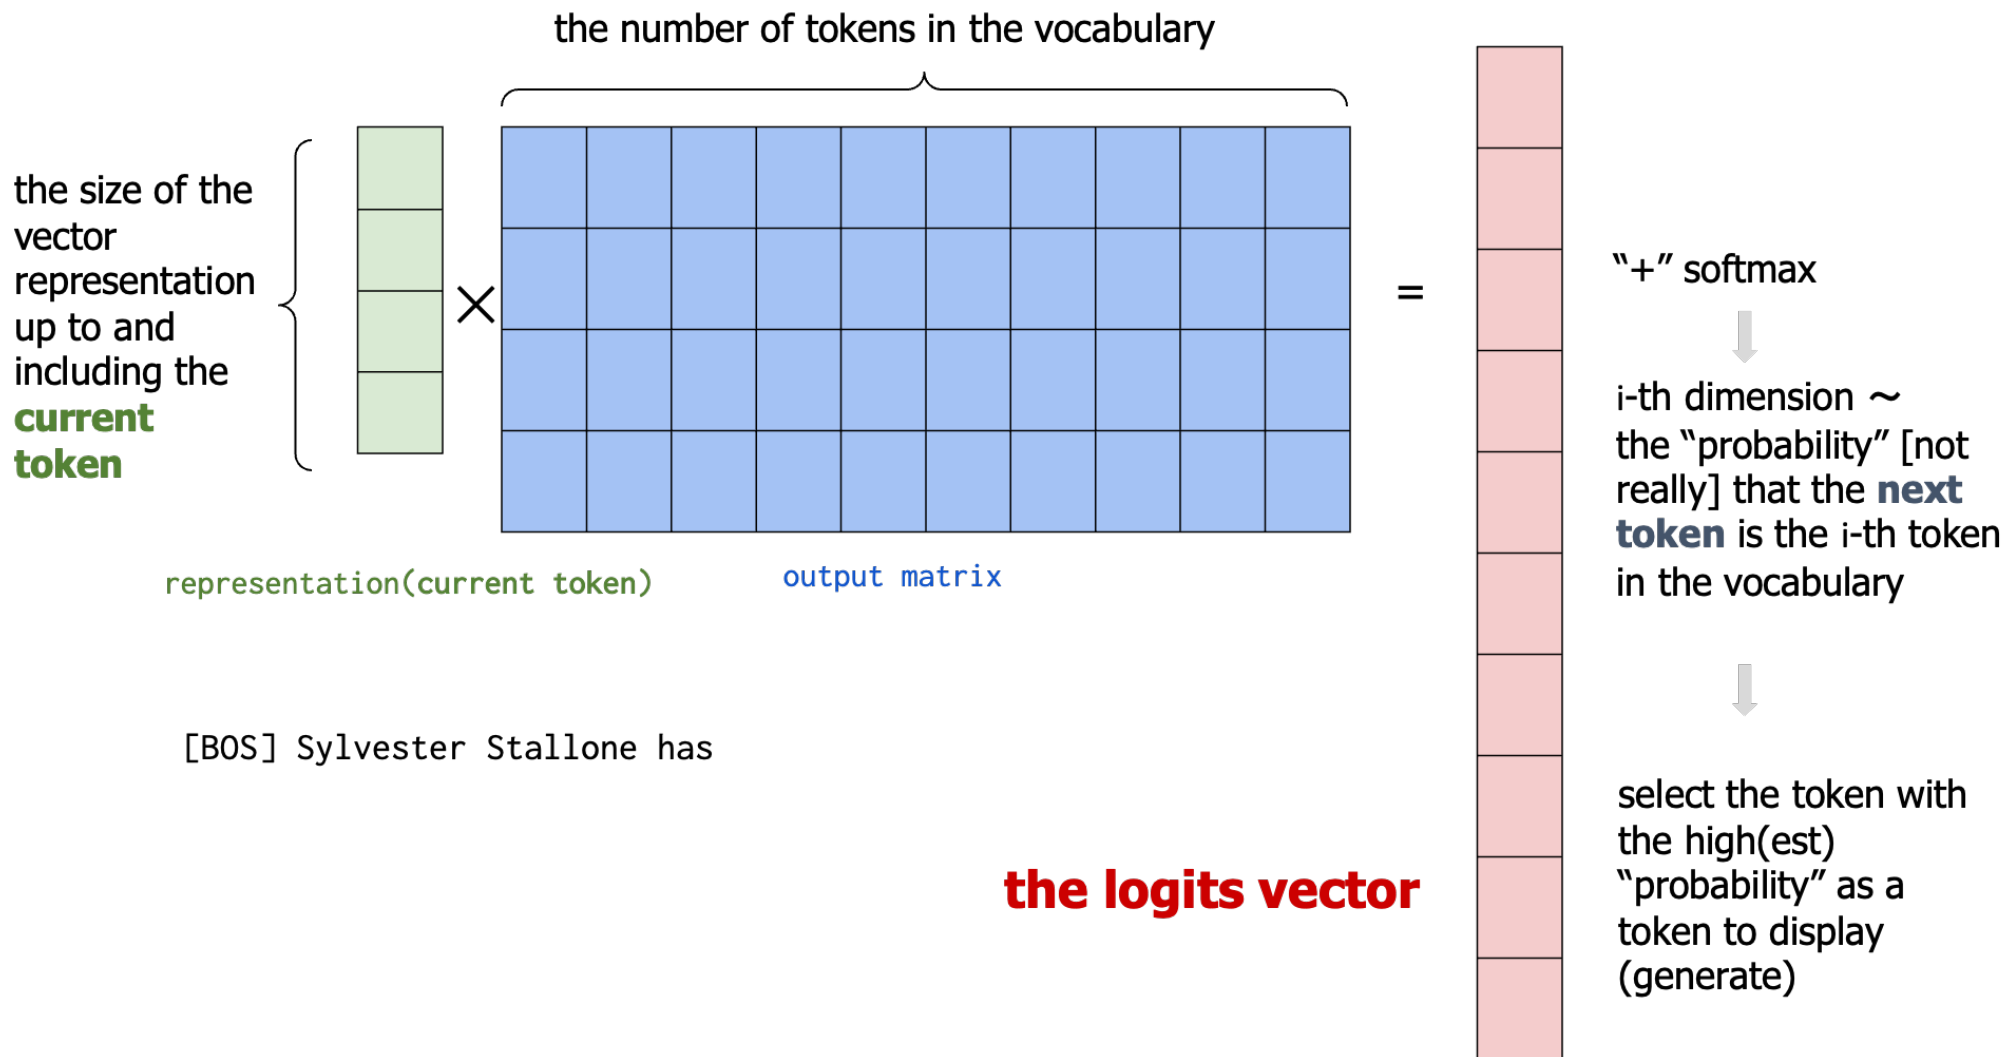 the number of tokens in the vocabulary
the size of the
vector
representation
up to and
including the
current
token
×
=
“+” softmax
i-th dimension ~
the “probability” [not
really] that the next
token is the i-th token
in the vocabulary
representation(current token)
output matrix
[BOS] Sylvester Stallone has
the logits vector
select the token with
the high(est)
“probability” as a
token to display
(generate)